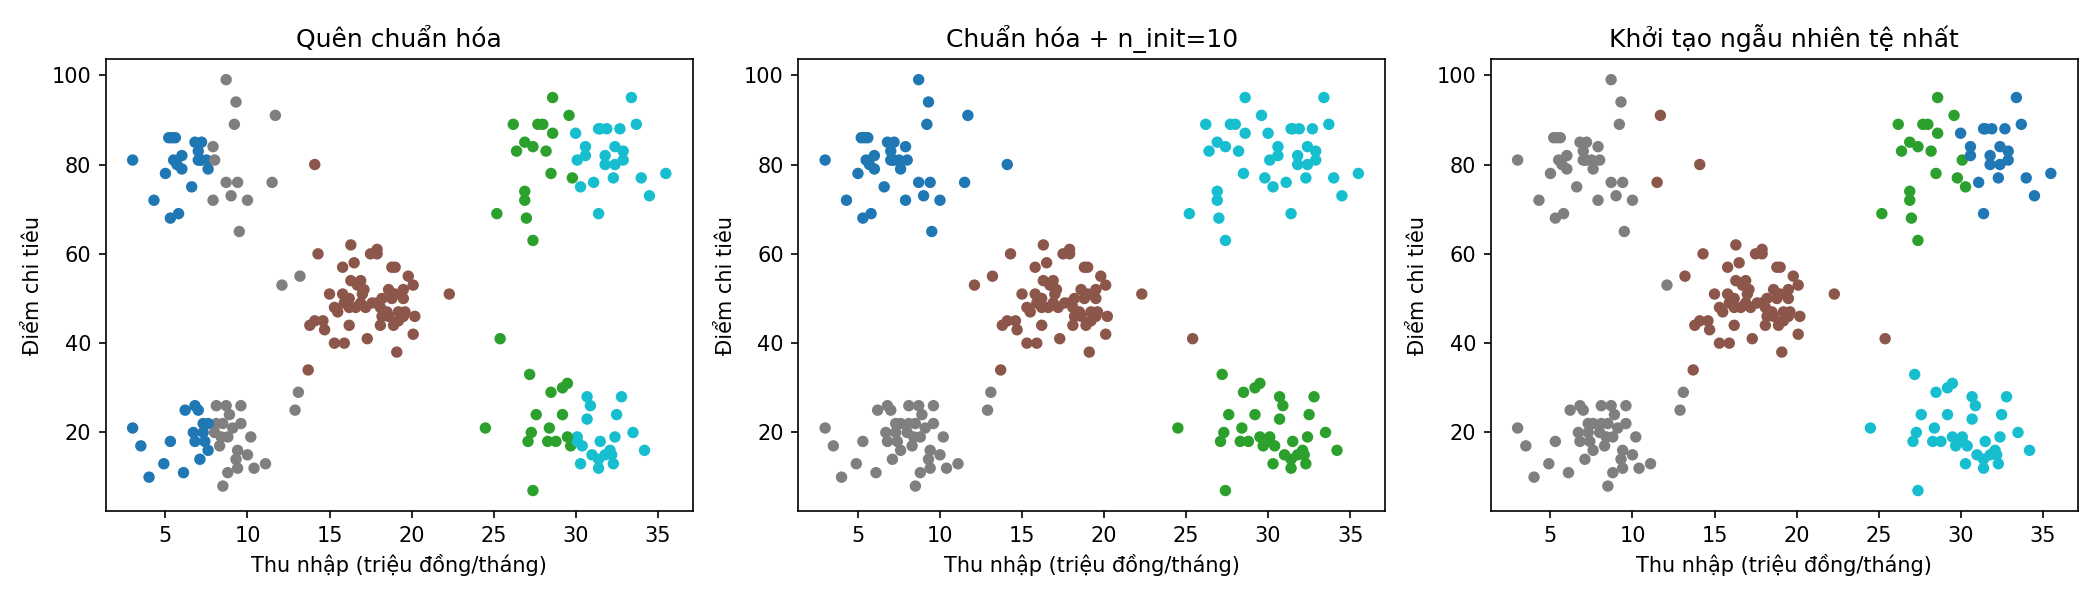 Quên chuẩn hóa
100
80
60
40
20
5 10 15 20 25 30 35
Điểm chi tiêu
Thu nhập (triệu đồng/tháng)
Chuẩn hóa + n_init=10
100
80
60
40
20
5 10 15 20 25 30 35
Điểm chi tiêu
Thu nhập (triệu đồng/tháng)
Khởi tạo ngẫu nhiên tệ nhất
100
80
60
40
20
5 10 15 20 25 30 35
Điểm chi tiêu
Thu nhập (triệu đồng/tháng)